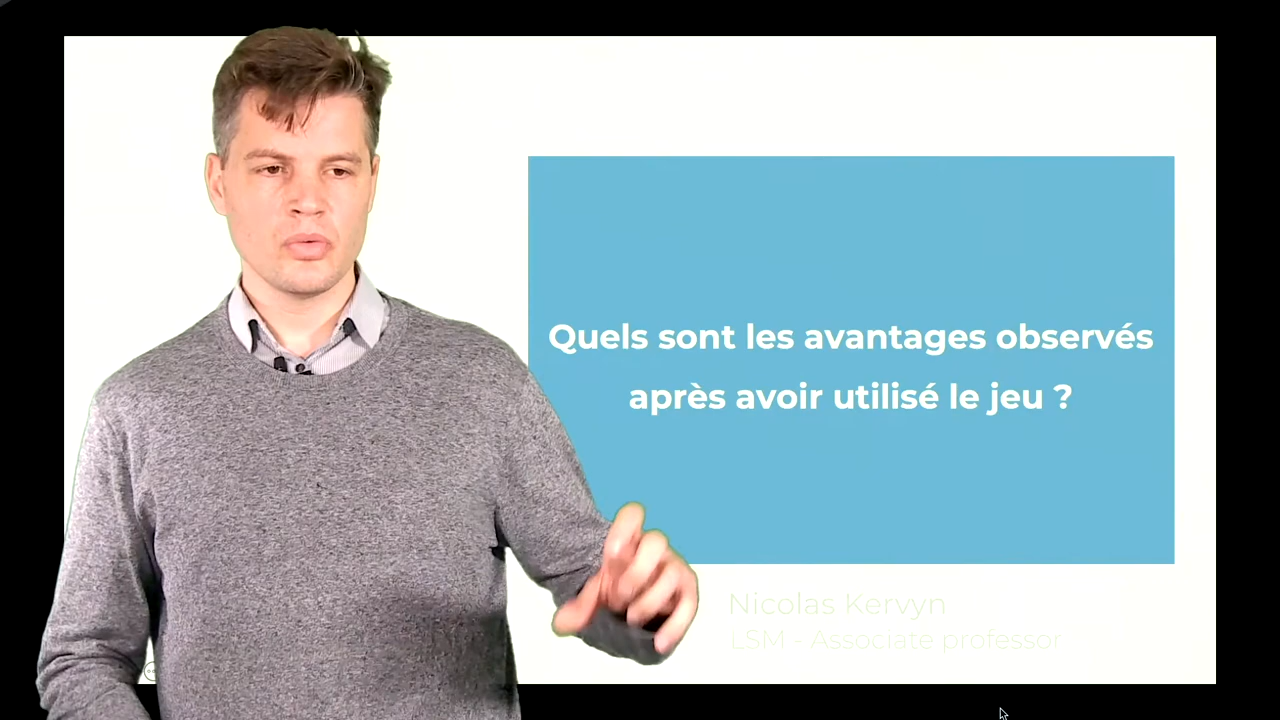 Quels sont les avantages observés
après avoir utilisé le jeu ?
Nicolas Kervyn
LSM - Associate professor